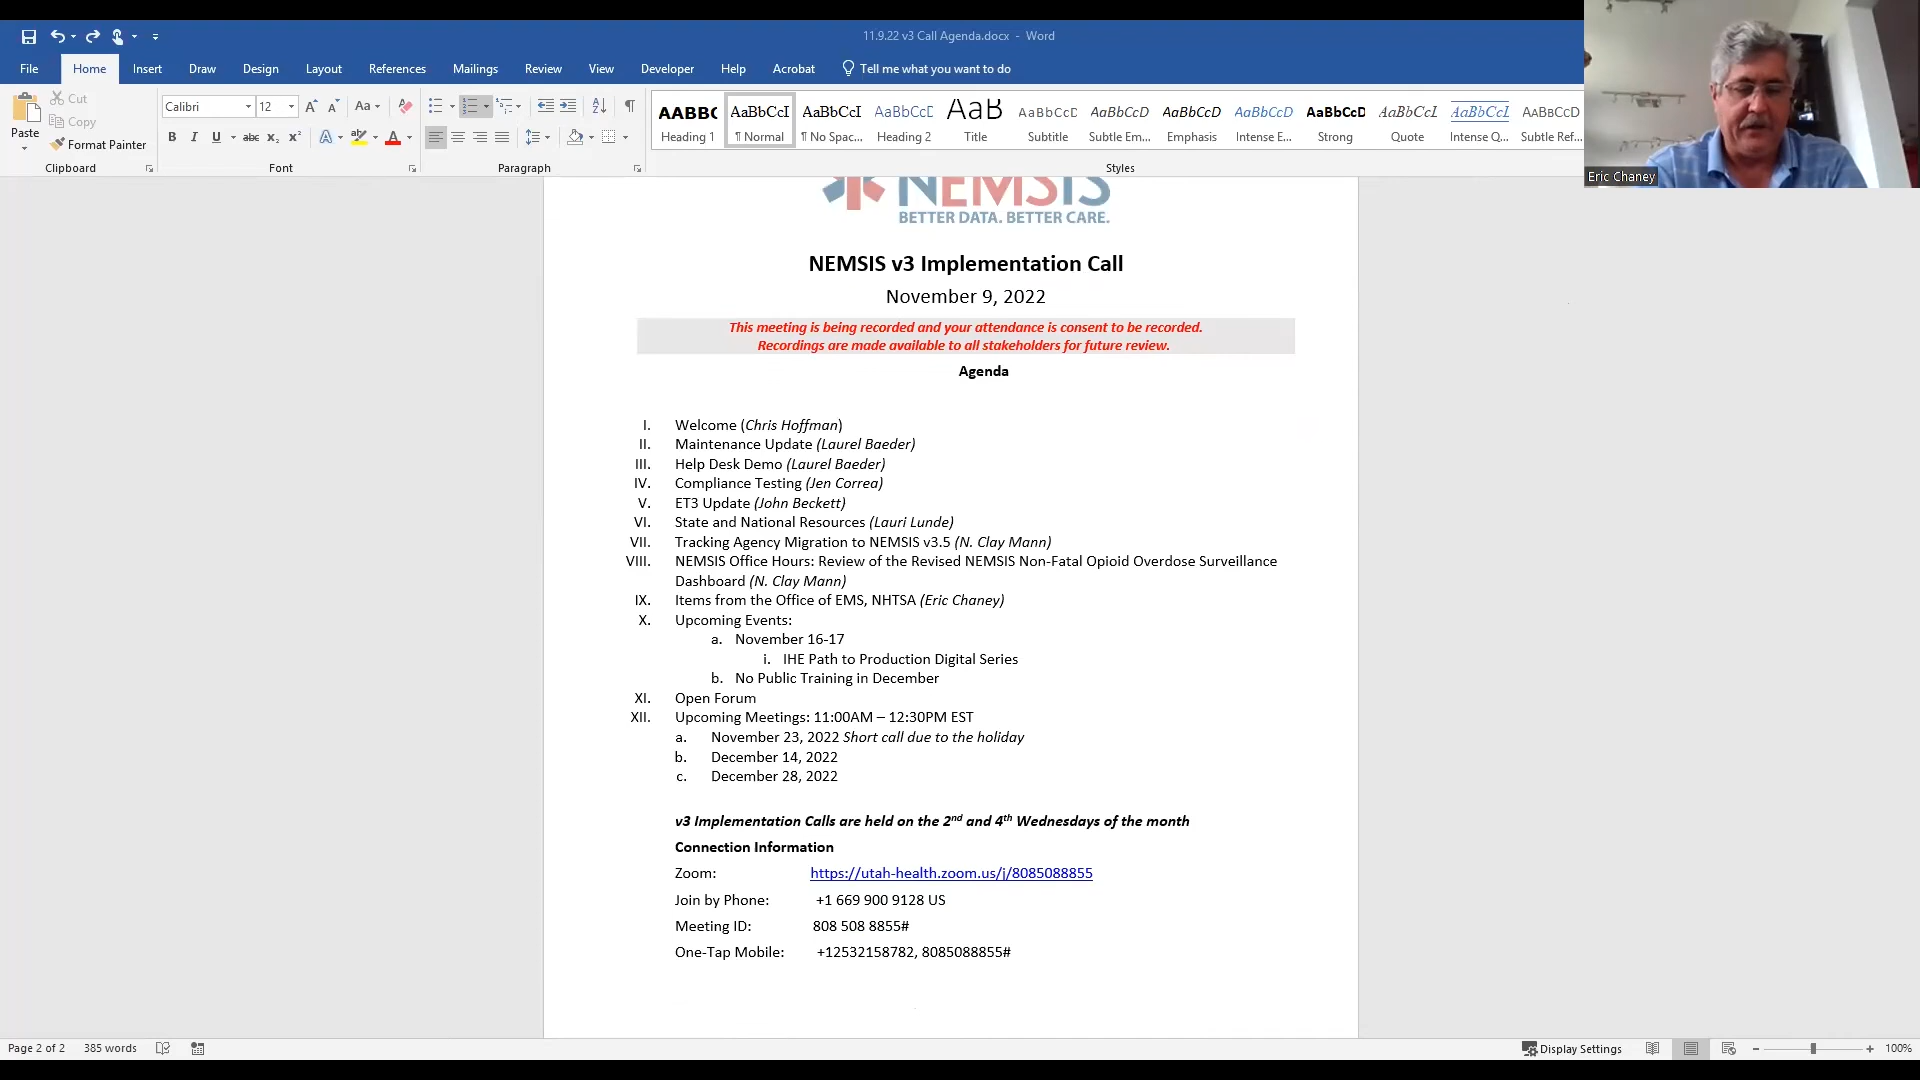 11.9.22 v3 Call Agenda.docx - Word
File Home Insert Draw Design Layout References Mailings Review View Developer Help Acrobat Tell me what you want to do
Paste
Cut
Copy
Format Painter
Clipboard
Calibri 12
Aa
Font
Paragraph
AABBC AaBbCcI AaBbCcI AaBbCcC AaB AaBbCcC AaBbCcD AaBbCcD AaBbCcD AaBbCcD AaBbCcL AaBbCcL AaBbCcD
Heading 1 ¶ Normal ¶ No Spac... Heading 2 Title Subtitle Subtle Em... Emphasis Intense E... Strong Quote Intense Q... Subtle Ref...
Styles
Eric Chaney
NEMSIS
BETTER DATA. BETTER CARE.
NEMSIS v3 Implementation Call
November 9, 2022
This meeting is being recorded and your attendance is consent to be recorded.
Recordings are made available to all stakeholders for future review.
Agenda
I. Welcome (Chris Hoffman)
II. Maintenance Update (Laurel Baeder)
III. Help Desk Demo (Laurel Baeder)
IV. Compliance Testing (Jen Correa)
V. ET3 Update (John Beckett)
VI. State and National Resources (Lauri Lunde)
VII. Tracking Agency Migration to NEMSIS v3.5 (N. Clay Mann)
VIII. NEMSIS Office Hours: Review of the Revised NEMSIS Non-Fatal Opioid Overdose Surveillance
Dashboard (N. Clay Mann)
IX. Items from the Office of EMS, NHTSA (Eric Chaney)
X. Upcoming Events:
a. November 16-17
i. IHE Path to Production Digital Series
b. No Public Training in December
XI. Open Forum
XII. Upcoming Meetings: 11:00AM – 12:30PM EST
a. November 23, 2022 Short call due to the holiday
b. December 14, 2022
c. December 28, 2022
v3 Implementation Calls are held on the 2nd and 4th Wednesdays of the month
Connection Information
Zoom: https://utah-health.zoom.us/j/8085088855
Join by Phone: +1 669 900 9128 US
Meeting ID: 808 508 8855#
One-Tap Mobile: +12532158782, 8085088855#
Page 2 of 2 385 words Display Settings 100%